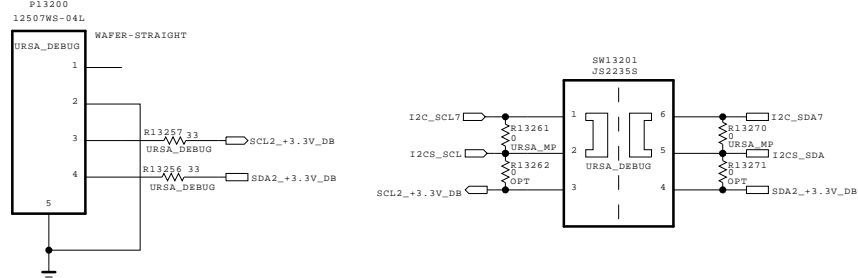 P13200
12507WS-04L
WAFER-STRAIGHT
URSA_DEBUG
1
2
3
4
5
R13257 33
URSA_DEBUG
SCL2_+3.3V_DB
R13256 33
URSA_DEBUG
SDA2_+3.3V_DB
SW13201
JS2235S
I2C_SCL7
I2CS_SCL
SCL2_+3.3V_DB
R13261
0
URSA_MP
R13262
0
OPT
1
2
3
URSA_DEBUG
6
5
4
R13270
0
URSA_MP
R13271
0
OPT
I2C_SDA7
I2CS_SDA
SDA2_+3.3V_DB